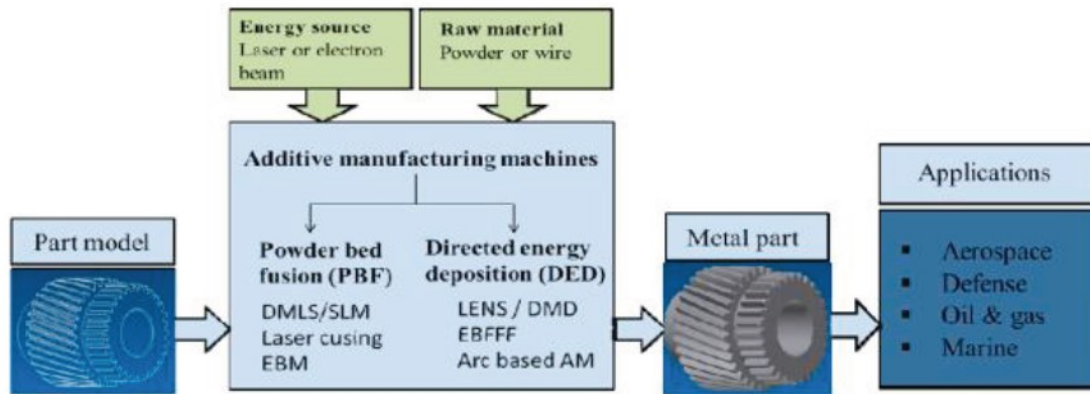 Energy source
Laser or electron
beam
Raw material
Powder or wire
Additive manufacturing machines
Powder bed
fusion (PBF)
DMLS/SLM
Laser cusing
EBM
Directed energy
deposition (DED)
LENS / DMD
EBFFF
Arc based AM
Part model
Metal part
Applications
▪ Aerospace
▪ Defense
▪ Oil & gas
▪ Marine